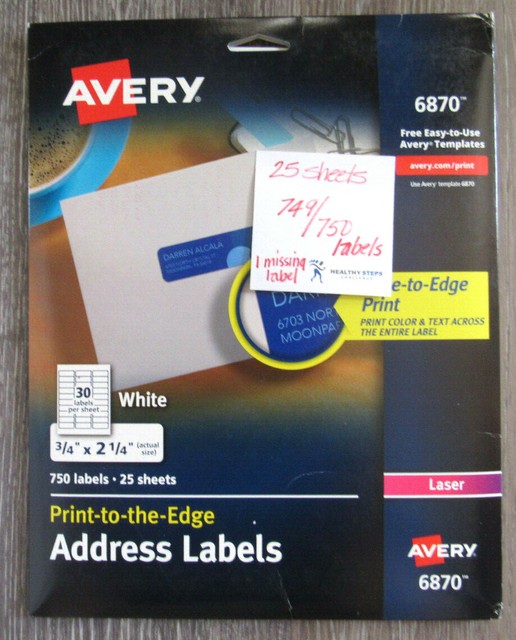 AVERY®
6870™
Free Easy-to-Use
Avery® Templates
avery.com/print
Use Avery template 6870
25 sheets
749/750
labels
1 missing
label
HEALTHY STEPS
DARREN ALCALA
DAR
6703 NOR
MOONPA
e-to-Edge
Print
PRINT COLOR & TEXT ACROSS
THE ENTIRE LABEL
30
labels
per sheet
White
3/4" x 2 1/4" (actual size)
750 labels • 25 sheets
Laser
Print-to-the-Edge
Address Labels
AVERY
6870™